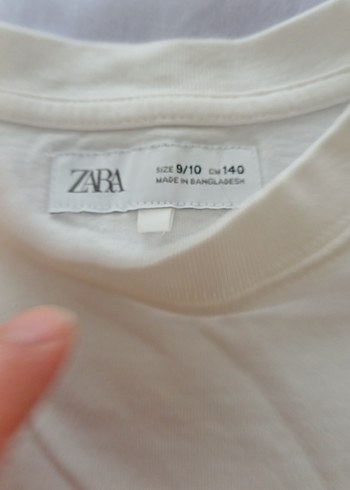 ZARA
SIZE 9/10 CM 140
MADE IN BANGLADESH